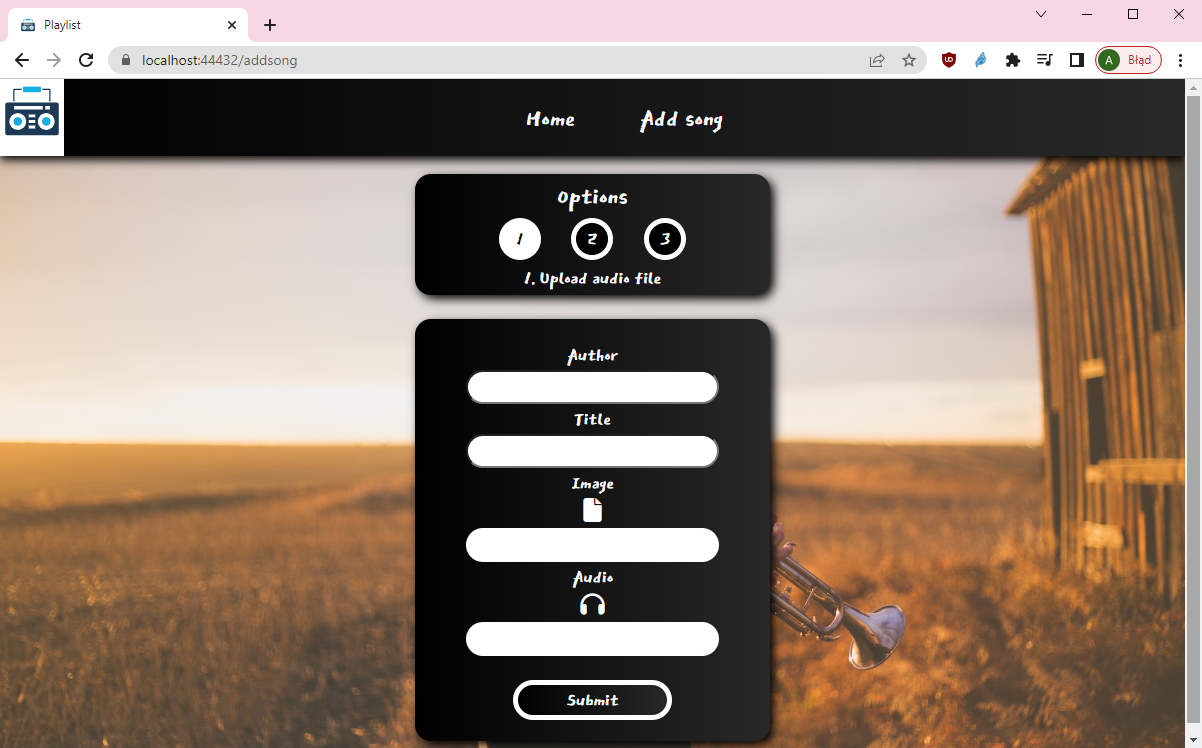 Playlist
localhost:44432/addsong
A Błąd
Home Add song
Options
1 2 3
1. Upload audio file
Author
Title
Image
Audio
Submit